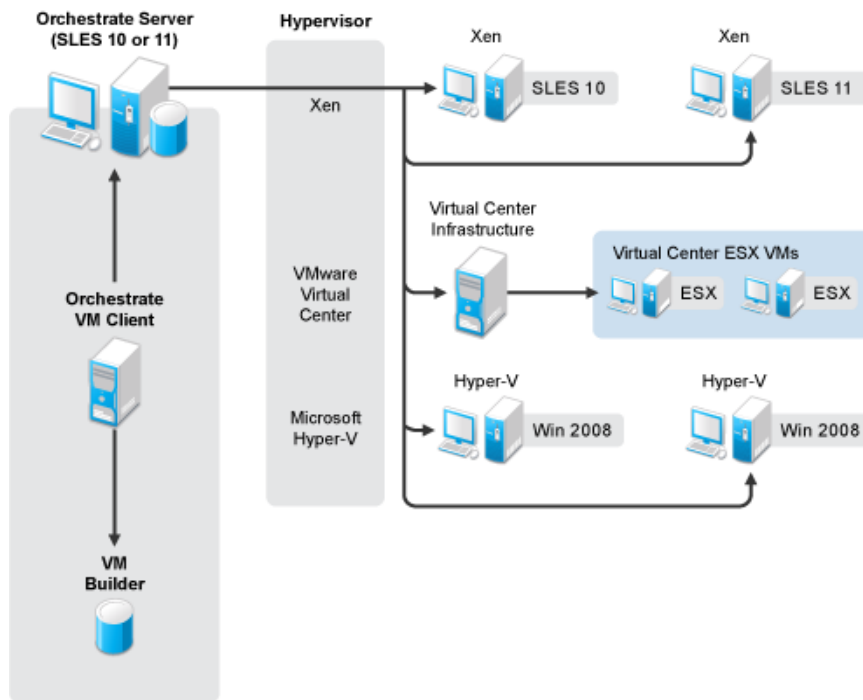 Orchestrate Server
(SLES 10 or 11)
Hypervisor
Xen
Xen
SLES 10
SLES 11
Xen
Virtual Center
Infrastructure
Virtual Center ESX VMs
ESX
ESX
VMware
Virtual
Center
Orchestrate
VM Client
Hyper-V
Hyper-V
Microsoft
Hyper-V
Win 2008
Win 2008
VM
Builder